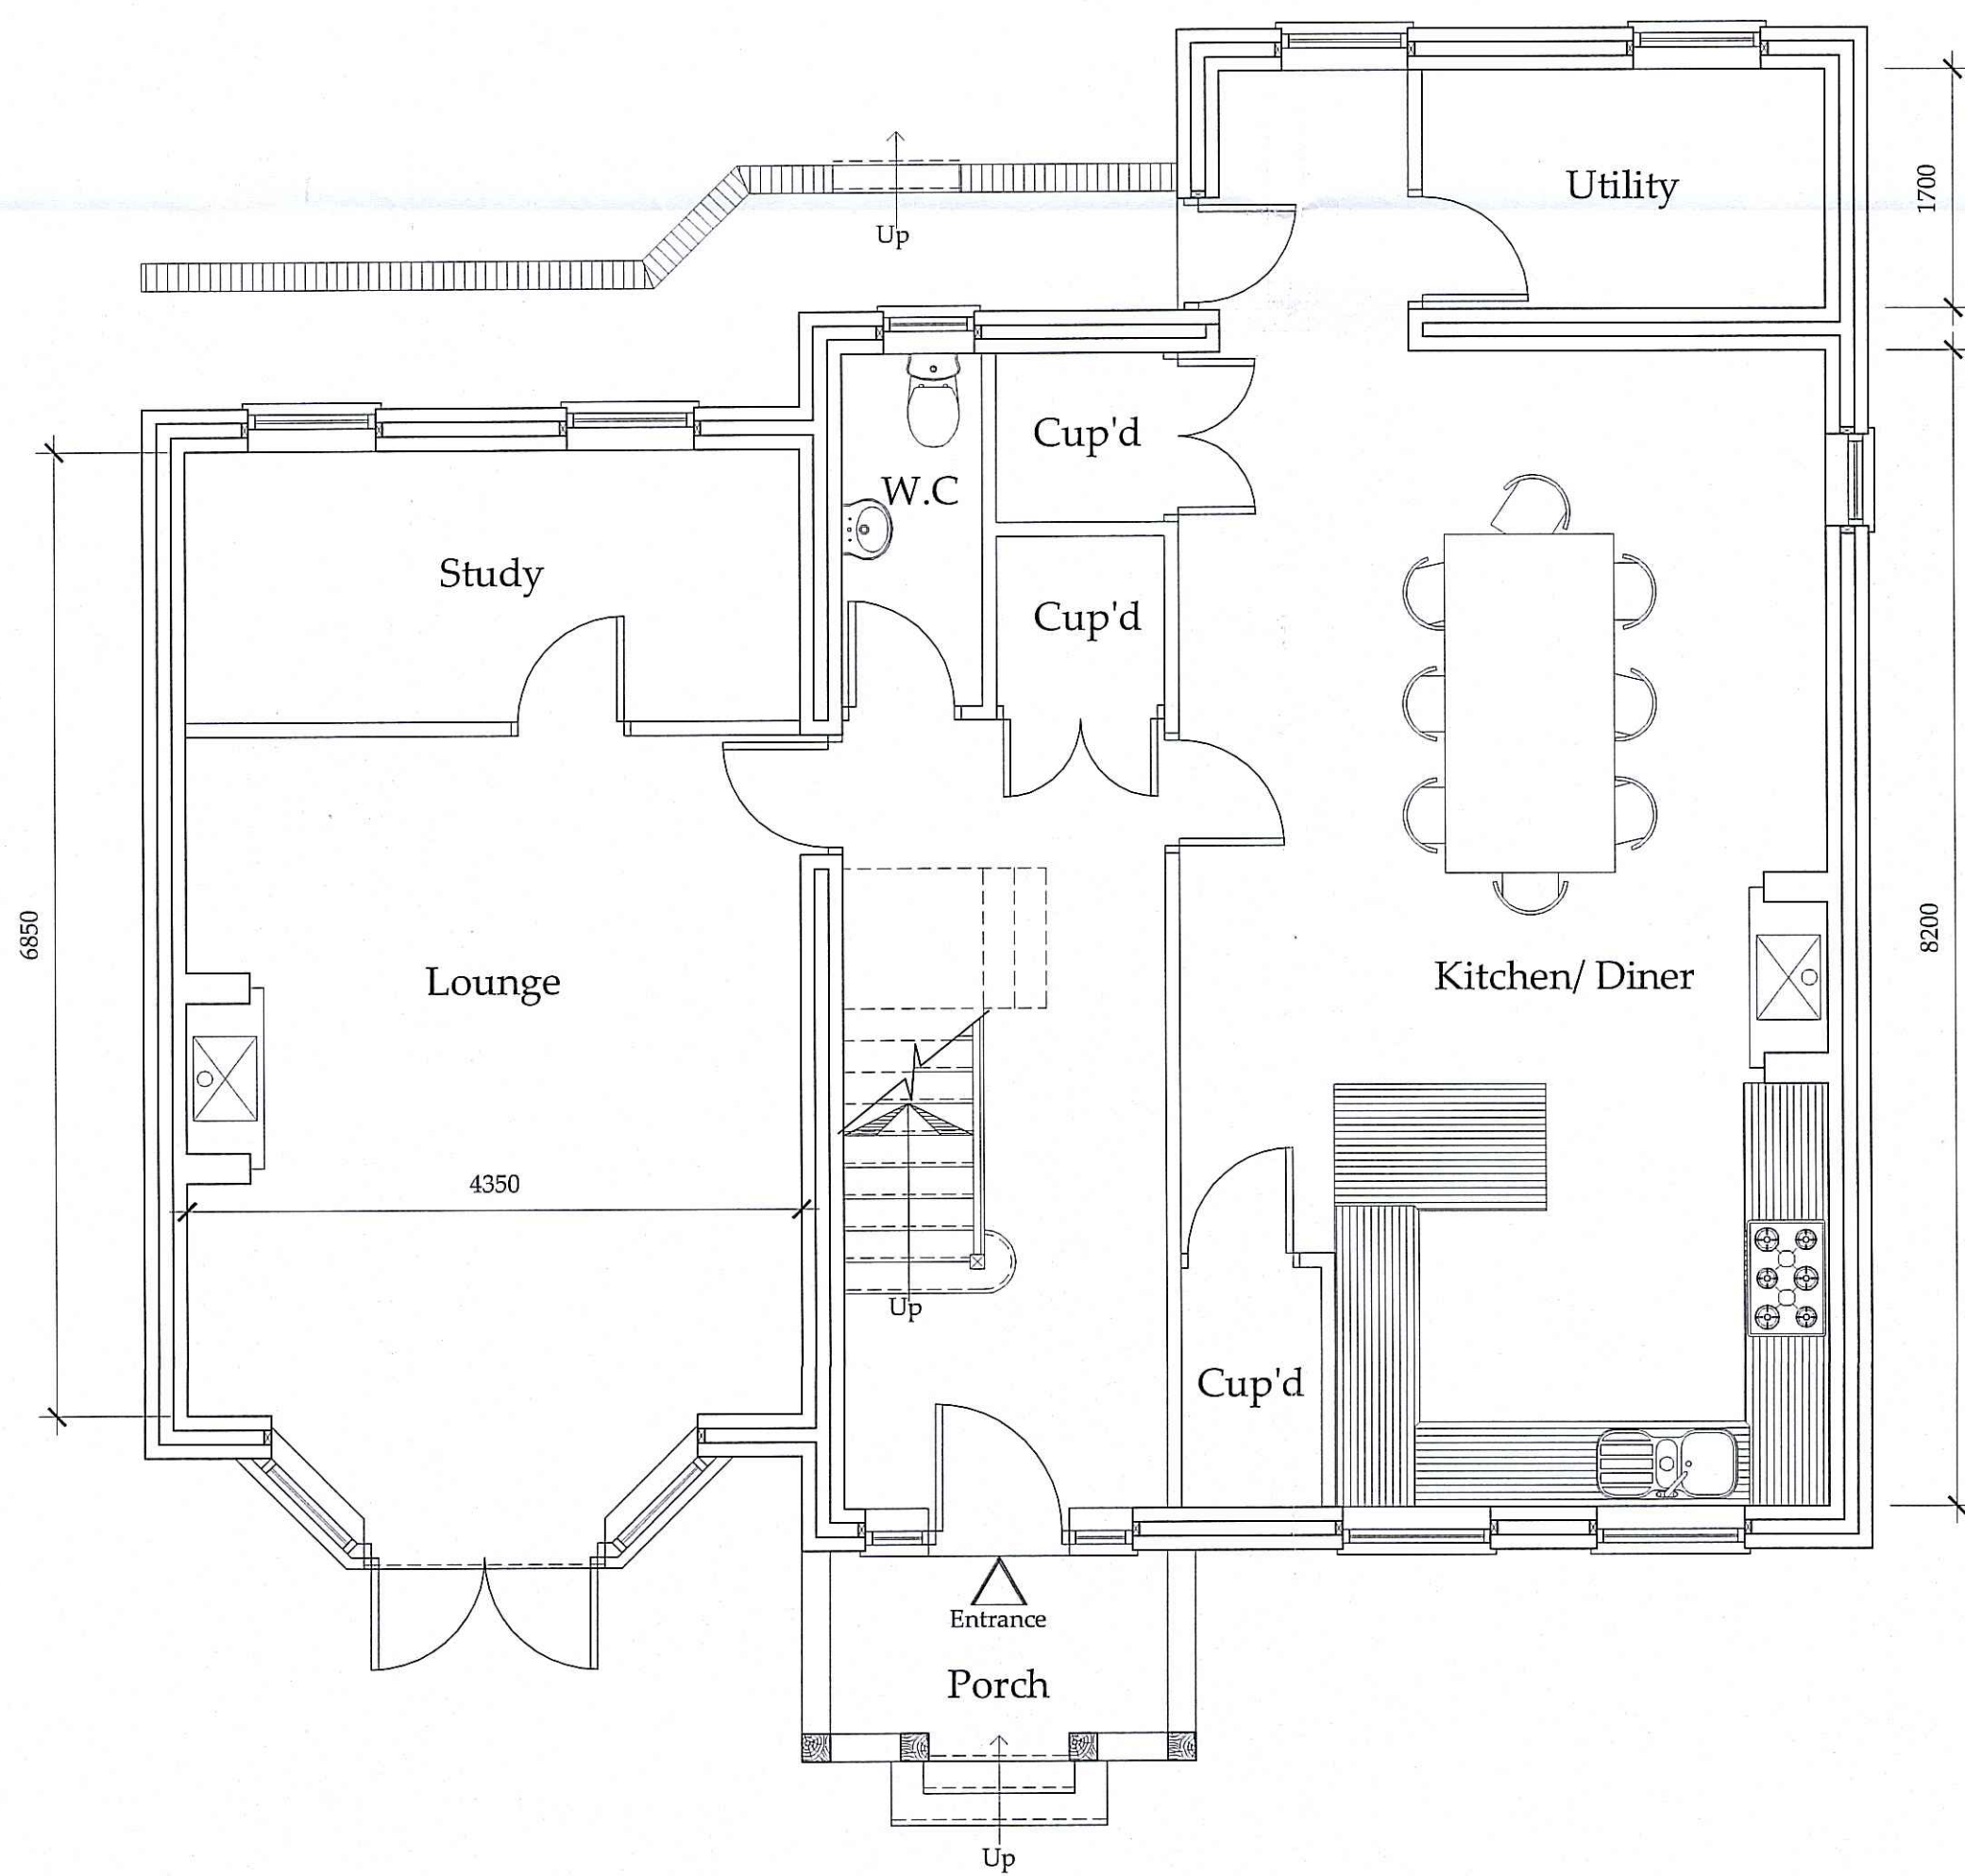 Utility
1700
Up
Cup'd
W.C
Study
Cup'd
6850
8200
Lounge
Kitchen/ Diner
4350
Up
Cup'd
Entrance
Porch
Up